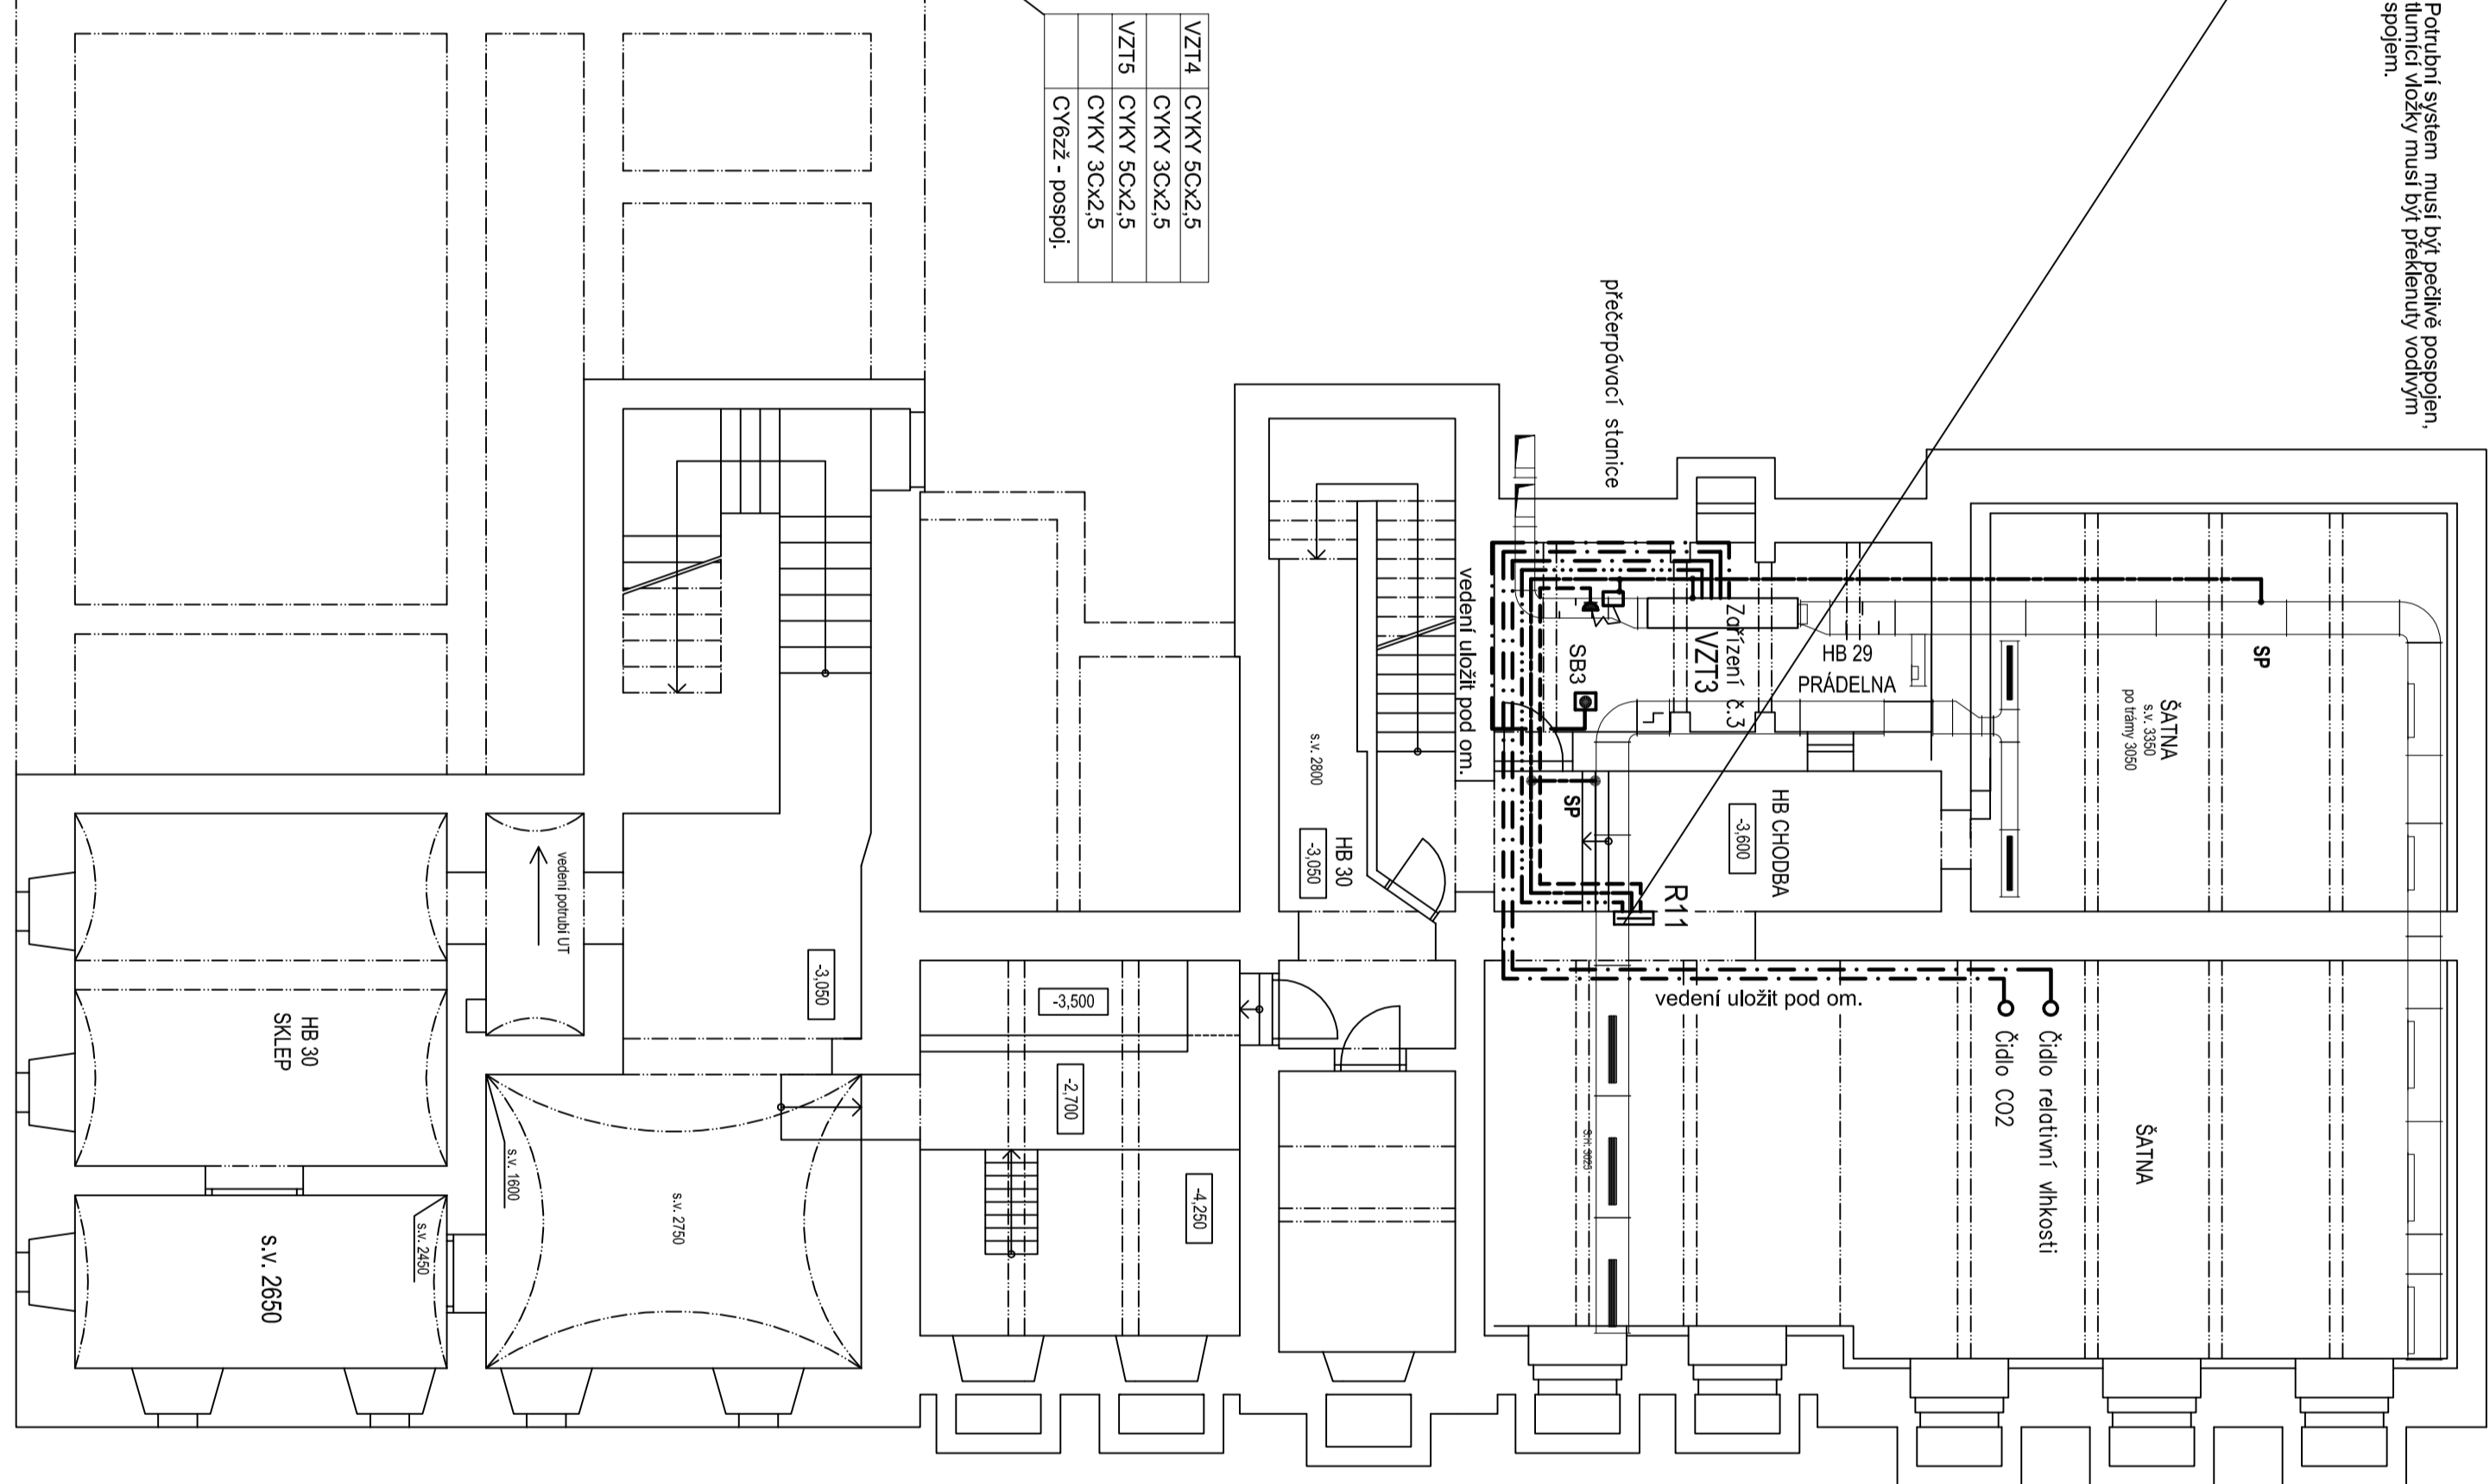 Potrubní systém musí být pečlivě pospojen,
tlumící vložky musí být překlenuty vodivým
spojem.
VZT4 CYKY 5Cx2,5
CYKY 3Cx2,5
VZT5 CYKY 5Cx2,5
CYKY 3Cx2,5
CY6zž - pospoj.
přečerpávací stanice
vedení uložit pod om.
SB3
Zařízení č.3
VZT3
HB 29
PRÁDELNA
SP
ŠATNA
s.v. 3350
po trámy 3050
s.v. 2800
HB 30
-3,050
SP
HB CHODBA
-3,600
R11
vedení potrubí UT
-3,050
-3,500
vedení uložit pod om.
Čidlo relativní vlhkosti
Čidlo CO2
ŠATNA
HB 30
SKLEP
-2,700
-4,250
s.v. 1600
s.v. 2750
s.v. 2450
s.v. 2650